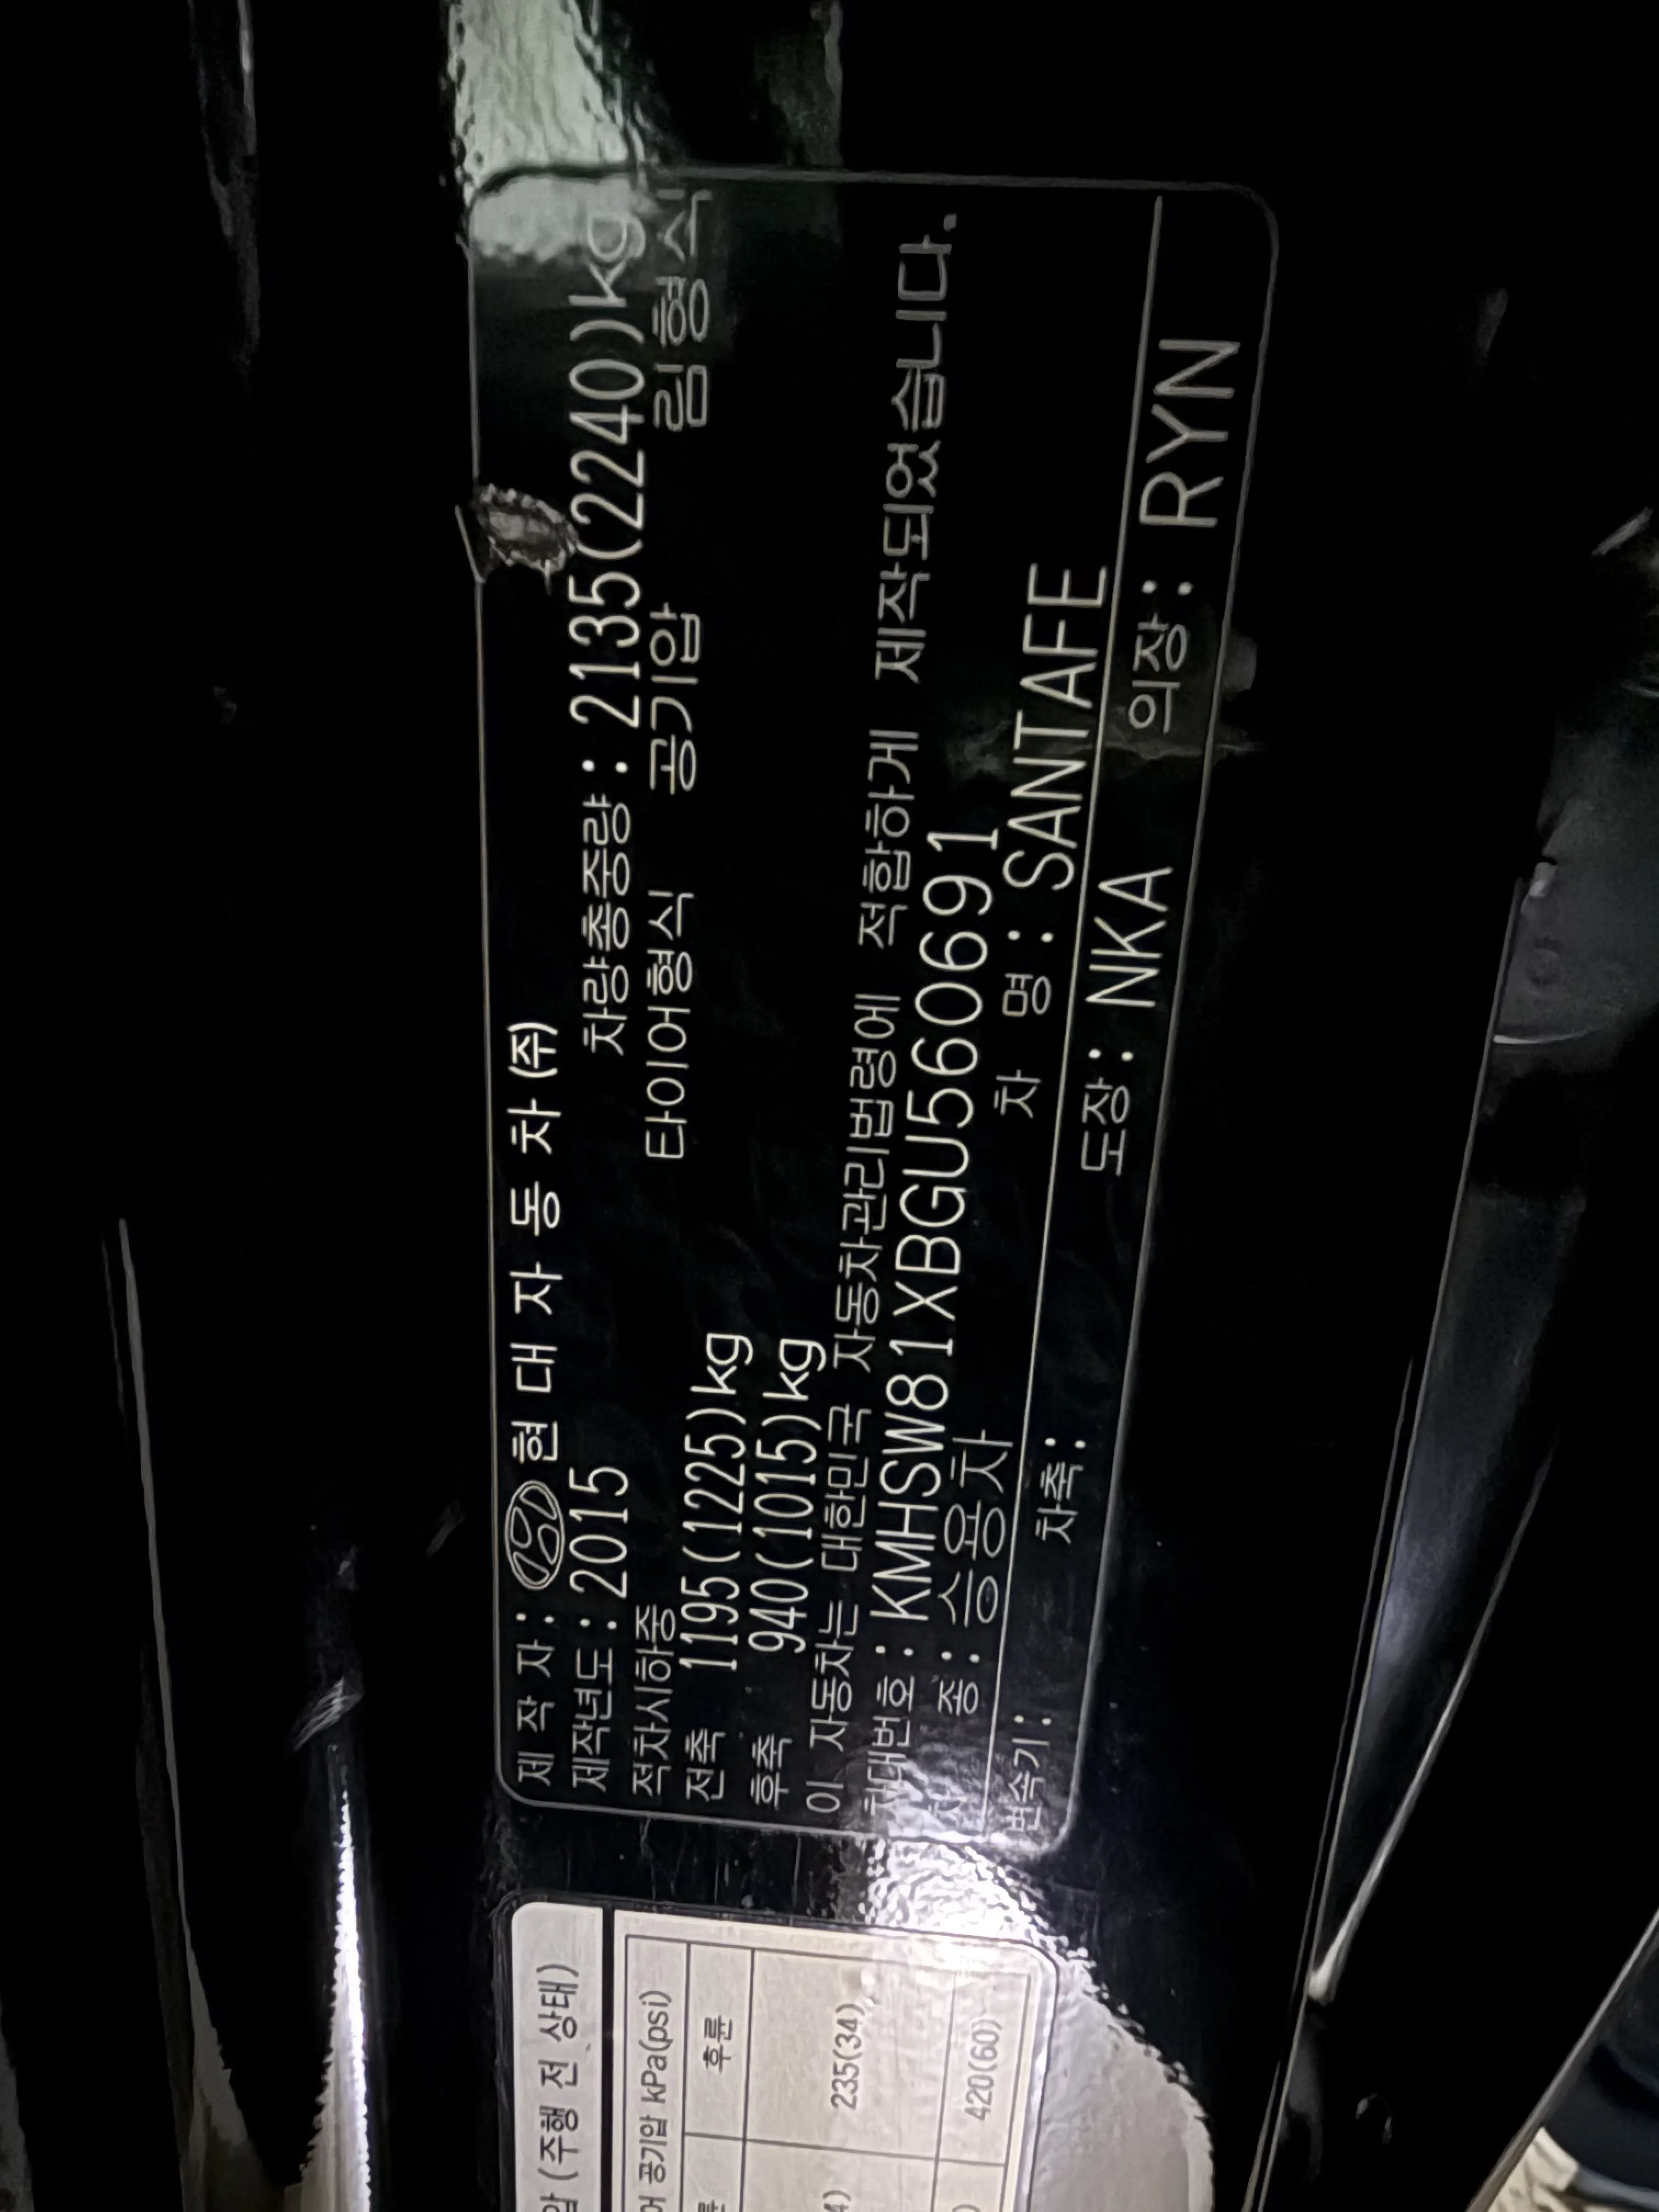 제 작 자 : 현 대 자 동 차 (주)
제작년도 : 2015 차량총중량 : 2135(2240)kg
적차시하중 타이어형식 공기압 림형식
전축 1195(1225)kg
후축 940(1015)kg
이 자동차는 대한민국 자동차관리법령에 적합하게 제작되었습니다.
차대번호 : KMHSW81XBGU560691
차 종 : 승용차 차 명 : SANTAFE
변속기 : 차축 : 도장 : NKA 의장 : RYN
(주행 전 상태)
공기압 kPa(psi)
후륜
235(34)
420(60)